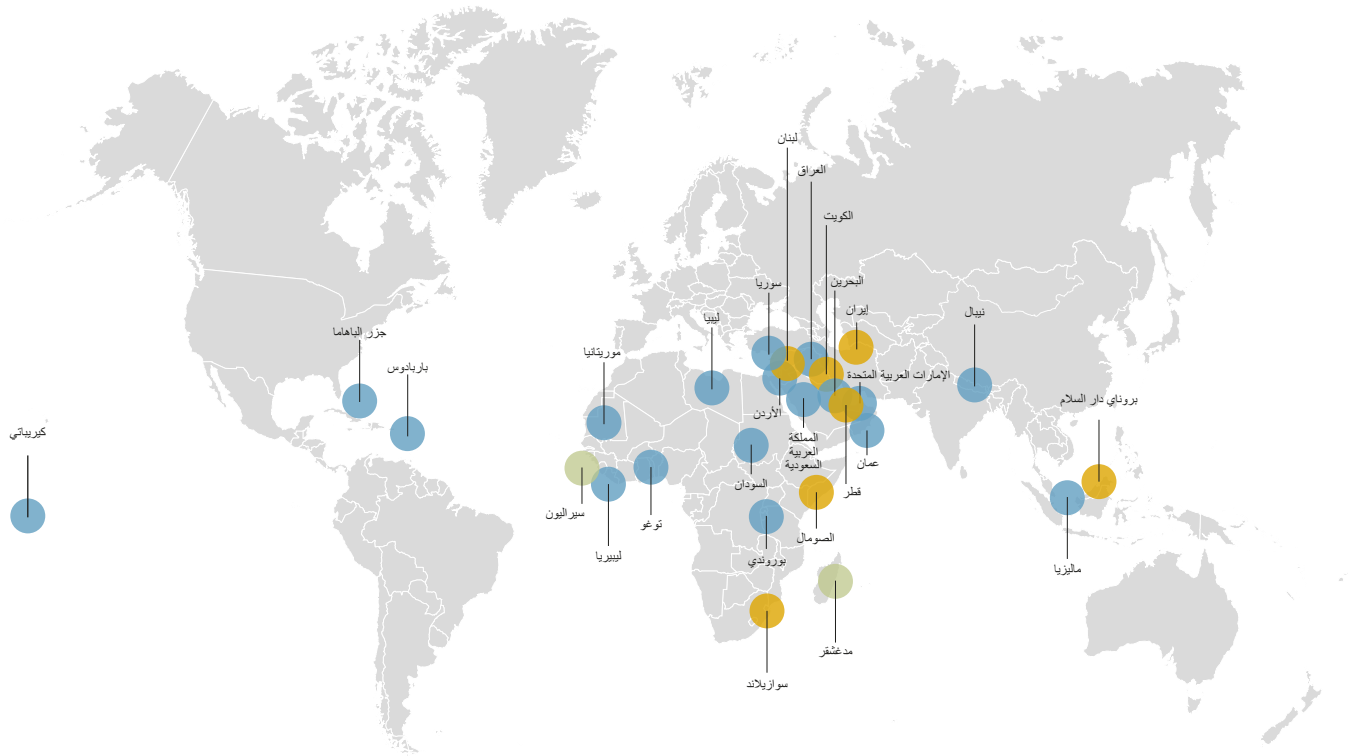 لبنان
العراق
الكويت
البحرين
سوريا
إيران
نيبال
ليبيا
جزر الباهاما
موريتانيا
باربادوس
الإمارات العربية المتحدة
بروناي دار السلام
الأردن
كيريباتي
المملكة
العربية
السعودية
عمان
السودان
قطر
سيراليون
توغو
الصومال
ليبيريا
بوروندي
ماليزيا
مدغشقر
سوازيلاند